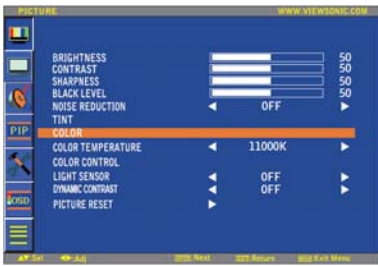 PICTURE WWW.VIEWSONIC.COM
BRIGHTNESS 50
CONTRAST 50
SHARPNESS 50
BLACK LEVEL 50
NOISE REDUCTION OFF
TINT
COLOR
COLOR TEMPERATURE 11000K
COLOR CONTROL
LIGHT SENSOR OFF
DYNAMIC CONTRAST OFF
PICTURE RESET
PIP
OSD
Sel Adj Next Return Exit Menu